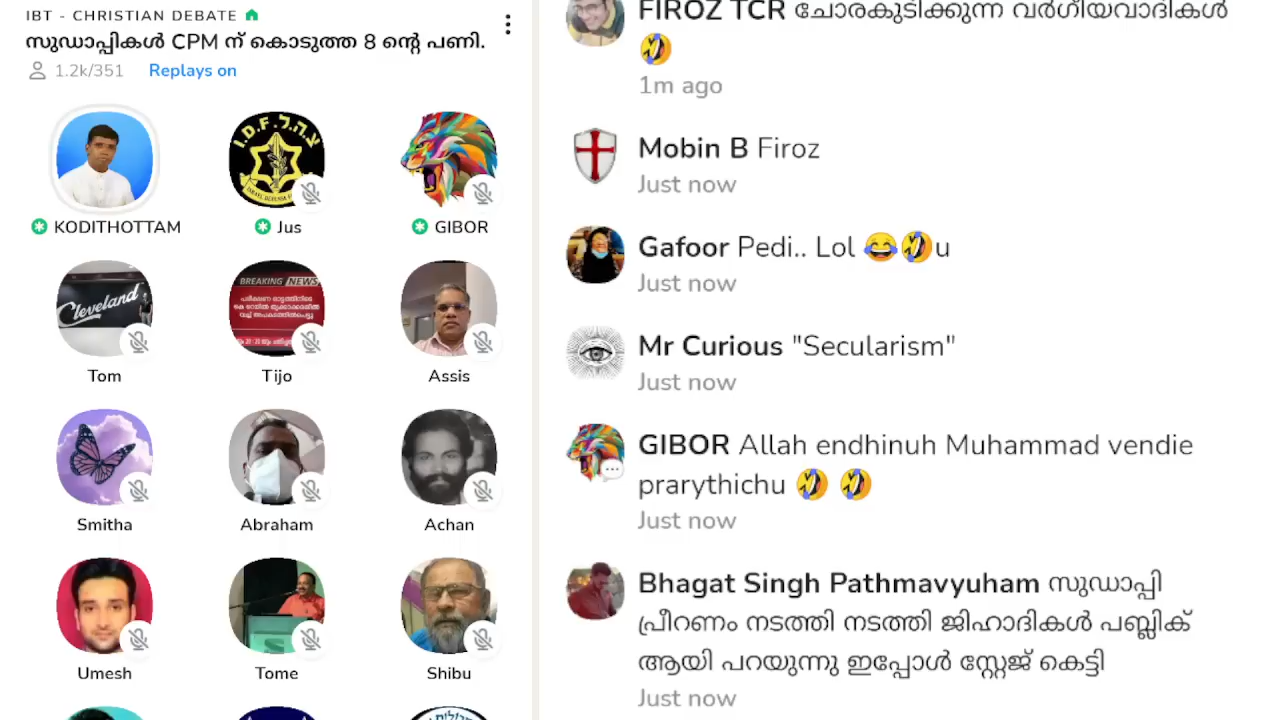 IBT - CHRISTIAN DEBATE
സുഡാപ്പികൾ CPM ന് കൊടുത്ത 8 ന്റെ പണി.
1.2k/351 Replays on
I.D.F. צ.ה.ל.
KODITHOTTAM Jus GIBOR
Cleveland
BREAKING NEWS
Tom Tijo Assis
Smitha Abraham Achan
Umesh Tome Shibu
FIROZ TCR ചോരകുടിക്കുന്ന വർഗീയവാദികൾ
🤣
1m ago
Mobin B Firoz
Just now
Gafoor Pedi.. Lol 😂🤣u
Just now
Mr Curious "Secularism"
Just now
GIBOR Allah endhinuh Muhammad vendie
prarythichu 🤣 🤣
Just now
Bhagat Singh Pathmavyuham സുഡാപ്പി
പ്രീറണം നടത്തി നടത്തി ജിഹാദികൾ പബ്ലിക്
ആയി പറയുന്നു ഇപ്പോൾ സ്റ്റേജ് കെട്ടി
Just now